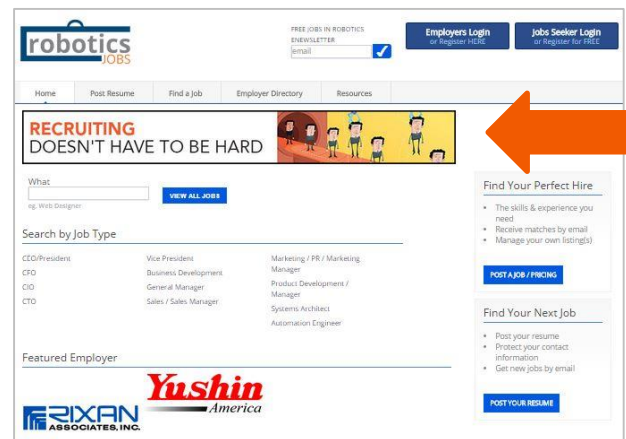 robotics
JOBS
FREE JOBS IN ROBOTICS
ENEWSLETTER
email
Employers Login
or Register HERE
Jobs Seeker Login
or Register for FREE
Home
Post Resume
Find a Job
Employer Directory
Resources
RECRUITING
DOESN'T HAVE TO BE HARD
What
eg. Web Designer
VIEW ALL JOBS
Search by Job Type
CEO/President
CFO
CIO
CTO
Vice President
Business Development
General Manager
Sales / Sales Manager
Marketing / PR / Marketing
Manager
Product Development /
Manager
Systems Architect
Automation Engineer
Featured Employer
RIXAN
ASSOCIATES, INC.
Yushin
America
Find Your Perfect Hire
• The skills & experience you
need
• Receive matches by email
• Manage your own listing(s)
POST A JOB / PRICING
Find Your Next Job
• Post your resume
• Protect your contact
information
• Get new jobs by email
POST YOUR RESUME